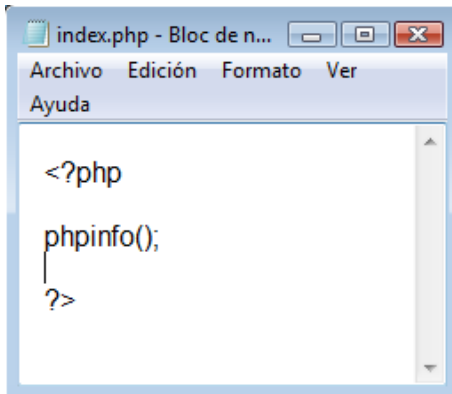 index.php - Bloc de n...
Archivo Edición Formato Ver
Ayuda
<?php
phpinfo();
?>